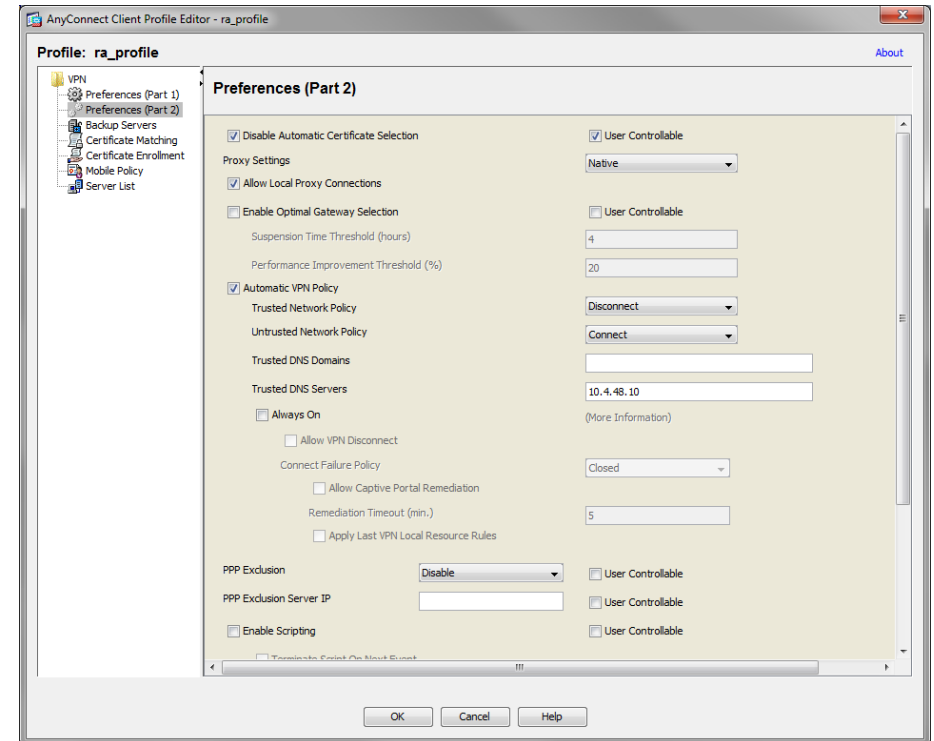 AnyConnect Client Profile Editor - ra_profile
Profile: ra_profile
About
VPN
Preferences (Part 1)
Preferences (Part 2)
Backup Servers
Certificate Matching
Certificate Enrollment
Mobile Policy
Server List
Preferences (Part 2)
Disable Automatic Certificate Selection User Controllable
Proxy Settings Native
Allow Local Proxy Connections
Enable Optimal Gateway Selection User Controllable
Suspension Time Threshold (hours) 4
Performance Improvement Threshold (%) 20
Automatic VPN Policy
Trusted Network Policy Disconnect
Untrusted Network Policy Connect
Trusted DNS Domains
Trusted DNS Servers 10.4.48.10
Always On (More Information)
Allow VPN Disconnect
Connect Failure Policy Closed
Allow Captive Portal Remediation
Remediation Timeout (min.) 5
Apply Last VPN Local Resource Rules
PPP Exclusion Disable User Controllable
PPP Exclusion Server IP User Controllable
Enable Scripting User Controllable
Terminate Script On Next Event
OK Cancel Help